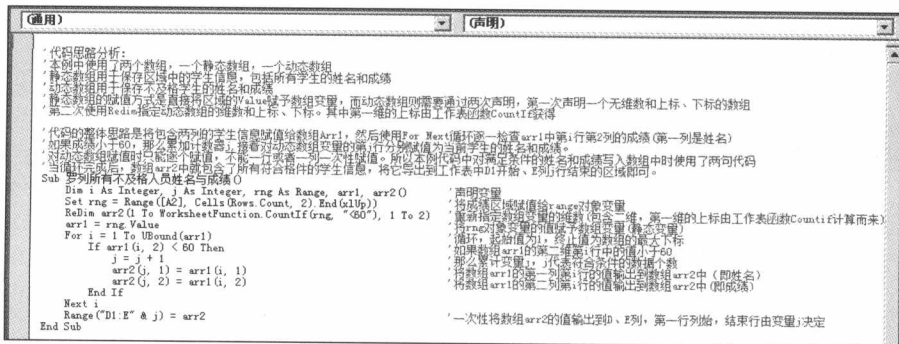 (通用)
(声明)
'代码思路分析:
'本例中使用了两个数组，一个静态数组，一个动态数组
'静态数组用于保存区域中的学生信息，包括所有学生的姓名和成绩
'动态数组用于保存不及格学生的姓名和成绩
'静态数组的赋值方式是直接将区域的Value赋予数组变量，而动态数组则需要通过两次声明，第一次声明一个无维数和上标、下标的数组
'第二次使用Redim指定动态数组的维数和上标、下标。其中第一维的上标由工作表函数CountIf获得
'代码的整体思路是将包含两列的学生信息赋值给数组Arr1，然后使用For Next循环逐一检查arr1中第i行第2列的成绩(第一列是姓名)
'如果成绩小于60，那么累加计数器j,接着对动态数组变量的第j行分别赋值为当前学生的姓名和成绩。
'对动态数组赋值时只能逐个赋值，不能一行或者一列一次性赋值。所以本例代码中对满足条件的姓名和成绩写入数组中时使用了两句代码
'当循环完成后，数组arr2中就包含了所有符合条件的学生信息，将它导出到工作表中D1开始、E列j行结束的区域即可。
Sub 罗列所有不及格人员姓名与成绩()
Dim i As Integer, j As Integer, rng As Range, arr1, arr2() '声明变量
Set rng = Range([A2], Cells(Rows.Count, 2).End(xlUp)) '将成绩区域赋值给range对象变量
ReDim arr2(1 To WorksheetFunction.CountIf(rng, "<60"), 1 To 2) '重新指定数组变量的维数(包含二维，第一维的上标由工作表函数Countif计算而来)
arr1 = rng.Value '将rng对象变量的值赋予数组变量(静态变量)
For i = 1 To UBound(arr1) '循环，起始值为1，终止值为数组的最大下标
If arr1(i, 2) < 60 Then '如果数组arr1的第二维第i行中的值小于60
j = j + 1 '那么累计变量j，j代表符合条件的数据个数
arr2(j, 1) = arr1(i, 1) '将数组arr1的第一列第i行的值输出到数组arr2中（即姓名）
arr2(j, 2) = arr1(i, 2) '将数组arr1的第二列第i行的值输出到数组arr2中(即成绩)
End If
Next i
Range("D1:E" & j) = arr2 '一次性将数组arr2的值输出到D、E列，第一行列始，结束行由变量j决定
End Sub